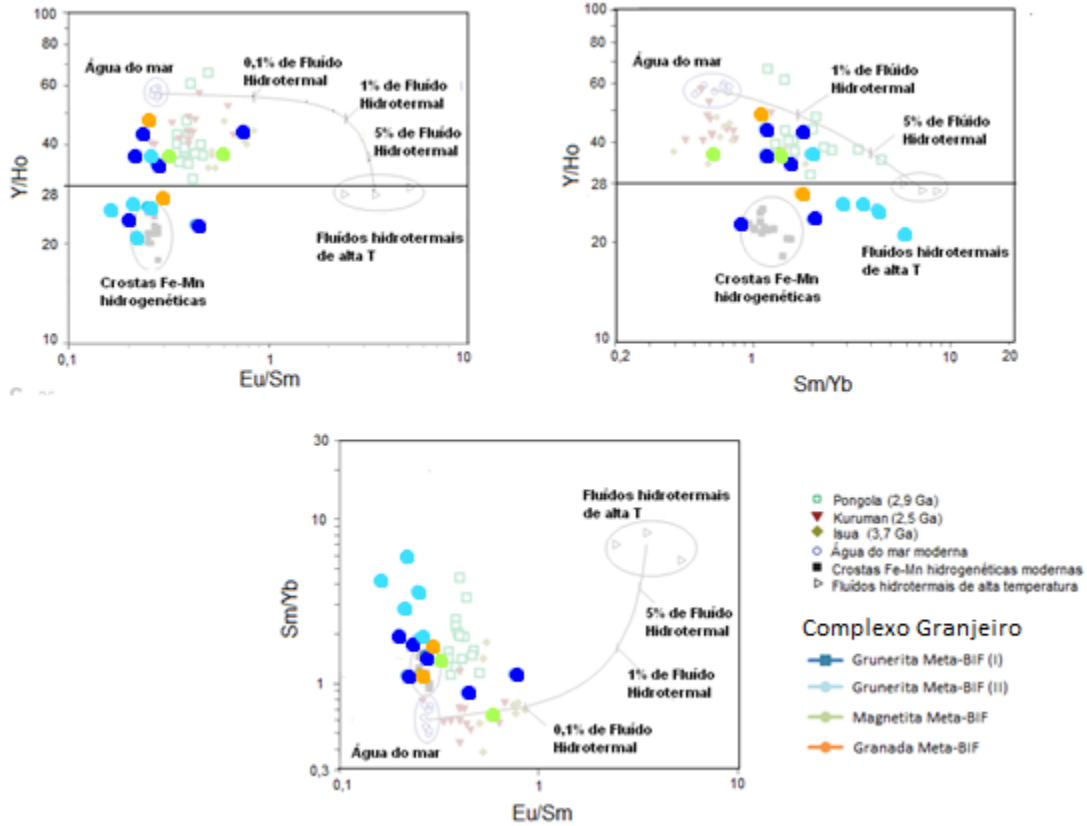 100
80
60
40
28
20
10
Y/Ho
0,1
1
10
Eu/Sm
Água do mar
0,1% de Fluído
Hidrotermal
1% de Fluído
Hidrotermal
5% de Fluído
Hidrotermal
Fluídos hidrotermais
de alta T
Crostas Fe-Mn
hidrogenéticas
100
80
60
40
28
20
10
Y/Ho
0,2
1
10
20
Sm/Yb
Água do mar
1% de Flúido
Hidrotermal
5% de Fluído
Hidrotermal
Fluídos hidrotermais
de alta T
Crostas Fe-Mn
hidrogenéticas
30
10
1
0,3
Sm/Yb
0,1
1
10
Eu/Sm
Fluídos hidrotermais
de alta T
5% de Fluído
Hidrotermal
1% de Fluído
Hidrotermal
0,1% de Fluído
Hidrotermal
Água do mar
Pongola (2,9 Ga)
Kuruman (2,5 Ga)
Isua (3,7 Ga)
Água do mar moderna
Crostas Fe-Mn hidrogenéticas modernas
Fluídos hidrotermais de alta temperatura
Complexo Granjeiro
Grunerita Meta-BIF (I)
Grunerita Meta-BIF (II)
Magnetita Meta-BIF
Granada Meta-BIF